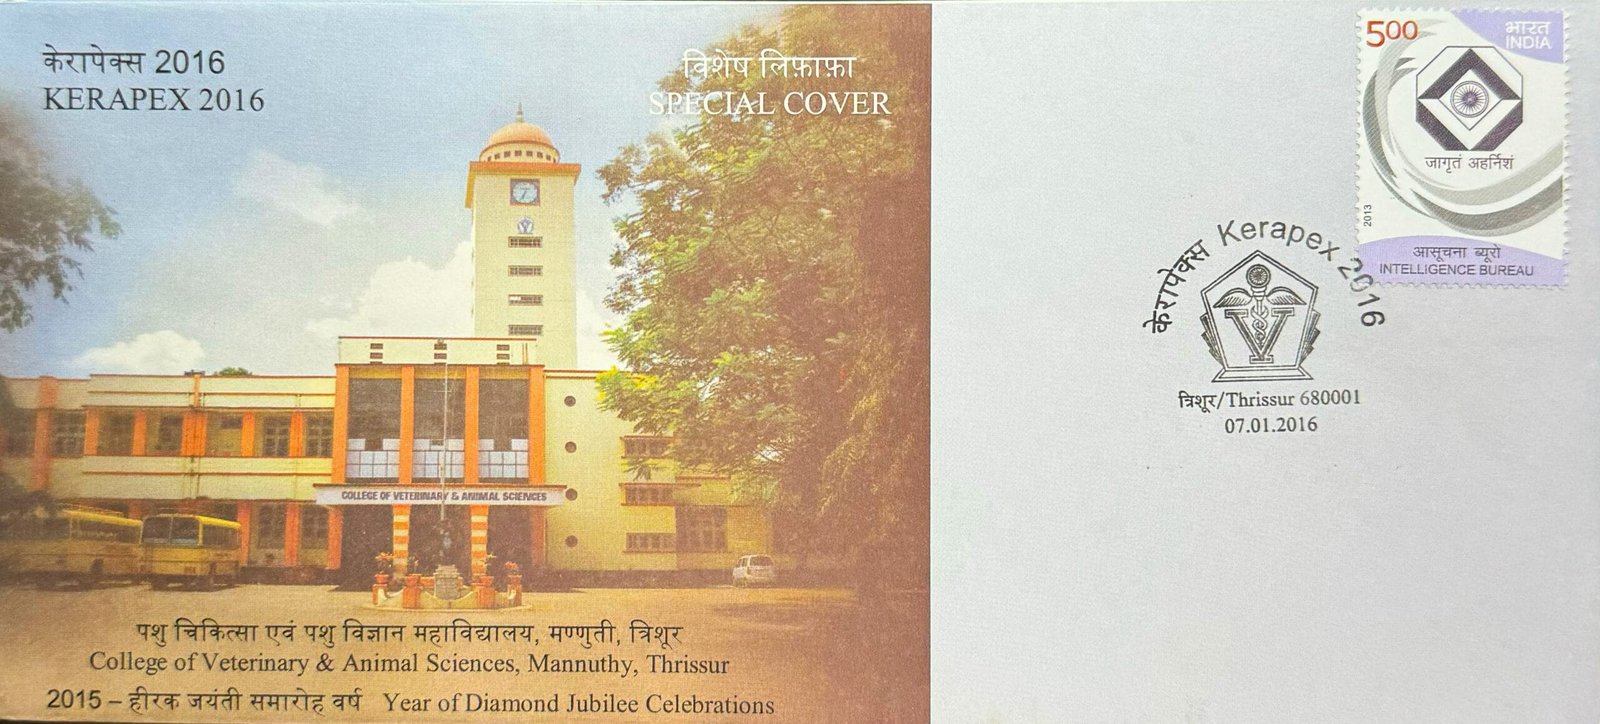 केरापेक्स 2016
KERAPEX 2016
विशेष लिफ़ाफ़ा
SPECIAL COVER
COLLEGE OF VETERINARY & ANIMAL SCIENCES
पशु चिकित्सा एवं पशु विज्ञान महाविद्यालय, मण्णुती, त्रिशूर
College of Veterinary & Animal Sciences, Mannuthy, Thrissur
2015 – हीरक जयंती समारोह वर्ष Year of Diamond Jubilee Celebrations
5.00
भारत
INDIA
जागृतं अहर्निशं
2013
आसूचना ब्यूरो
INTELLIGENCE BUREAU
केरापेक्स Kerapex 2016
V
त्रिशूर/Thrissur 680001
07.01.2016